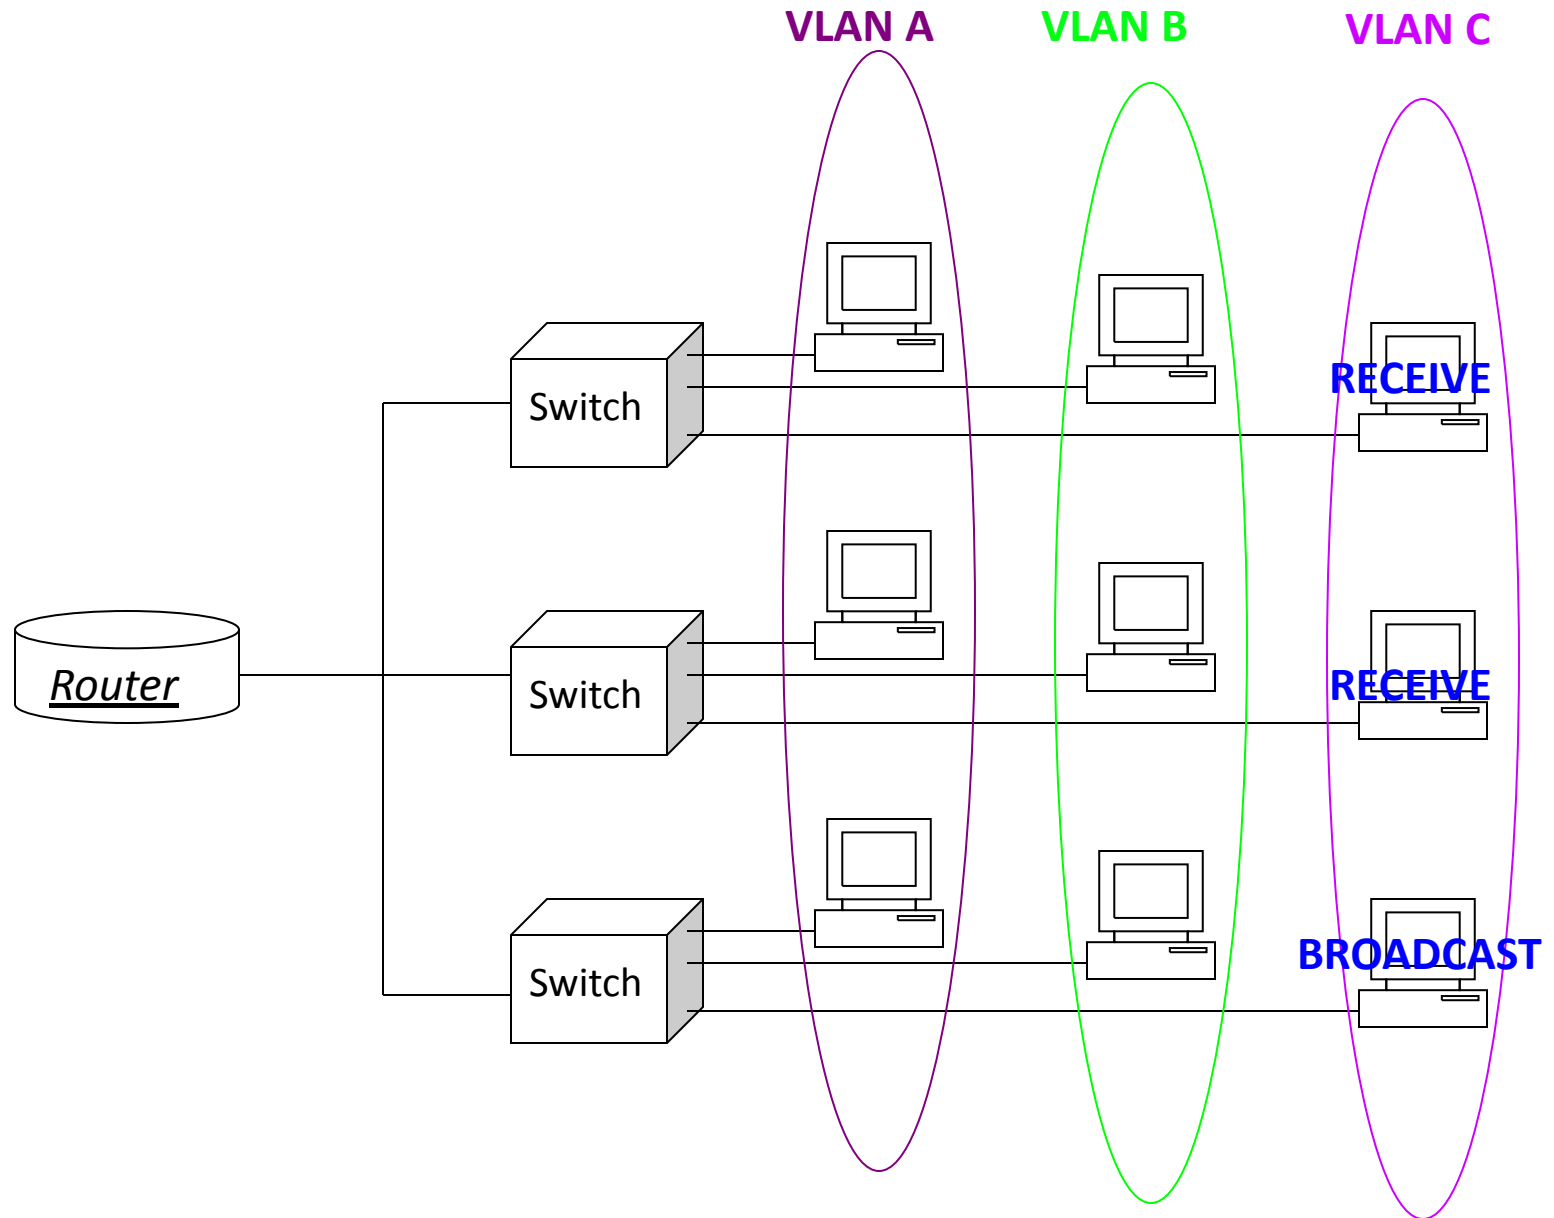 VLAN A
VLAN B
VLAN C
Switch
RECEIVE
Router
Switch
RECEIVE
Switch
BROADCAST